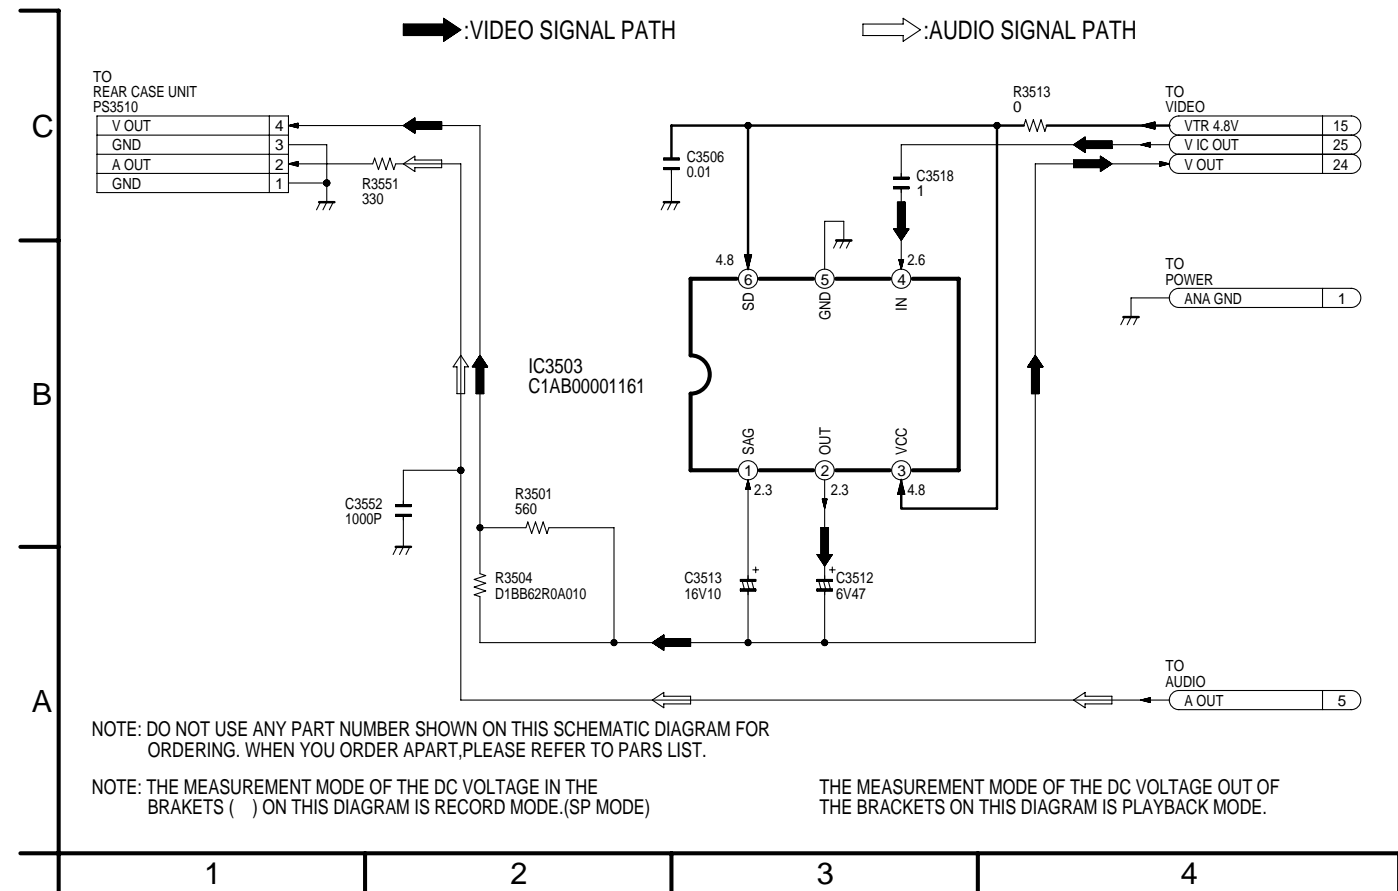 :VIDEO SIGNAL PATH
:AUDIO SIGNAL PATH
C
TO
REAR CASE UNIT
PS3510
V OUT 4
GND 3
A OUT 2
GND 1
R3551
330
C3506
0.01
C3518
1
R3513
0
TO
VIDEO
VTR 4.8V 15
V IC OUT 25
V OUT 24
4.8
2.6
6
5
4
SD
GND
IN
TO
POWER
ANA GND 1
B
IC3503
C1AB00001161
SAG
OUT
VCC
1
2
3
2.3
2.3
4.8
C3552
1000P
R3501
560
R3504
D1BB62R0A010
C3513
16V10
+
+
C3512
6V47
A
TO
AUDIO
A OUT 5
NOTE: DO NOT USE ANY PART NUMBER SHOWN ON THIS SCHEMATIC DIAGRAM FOR
ORDERING. WHEN YOU ORDER APART,PLEASE REFER TO PARS LIST.
NOTE: THE MEASUREMENT MODE OF THE DC VOLTAGE IN THE
BRAKETS ( ) ON THIS DIAGRAM IS RECORD MODE.(SP MODE)
THE MEASUREMENT MODE OF THE DC VOLTAGE OUT OF
THE BRACKETS ON THIS DIAGRAM IS PLAYBACK MODE.
1
2
3
4